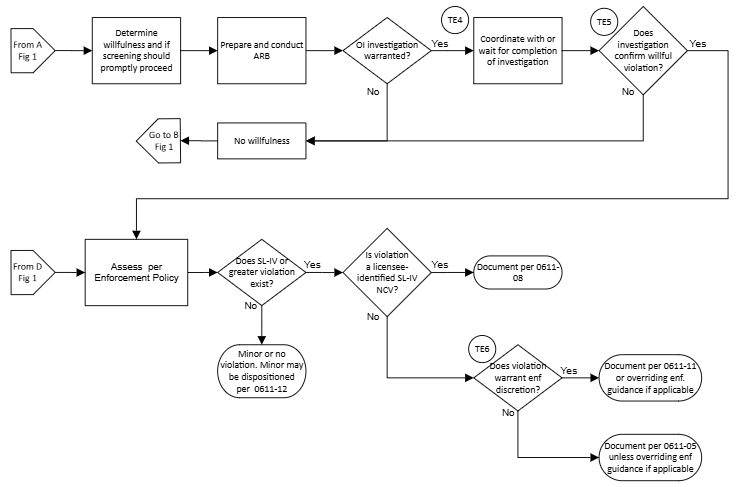 From A
Fig 1
Determine
willfulness and if
screening should
promptly proceed
Prepare and conduct
ARB
OI investigation
warranted?
Yes
No
TE4
Coordinate with or
wait for completion
of investigation
TE5
Does
investigation
confirm willful
violation?
Yes
No
Go to B
Fig 1
No willfulness
From D
Fig 1
Assess per
Enforcement Policy
Does SL-IV or
greater violation
exist?
Yes
No
Is violation
a licensee-
identified SL-IV
NCV?
Yes
No
Document per 0611-
08
Minor or no
violation. Minor may
be dispositioned
per 0611-12
TE6
Does violation
warrant enf
discretion?
Yes
No
Document per 0611-11
or overriding enf.
guidance if applicable
Document per 0611-05
unless overriding enf
guidance if applicable